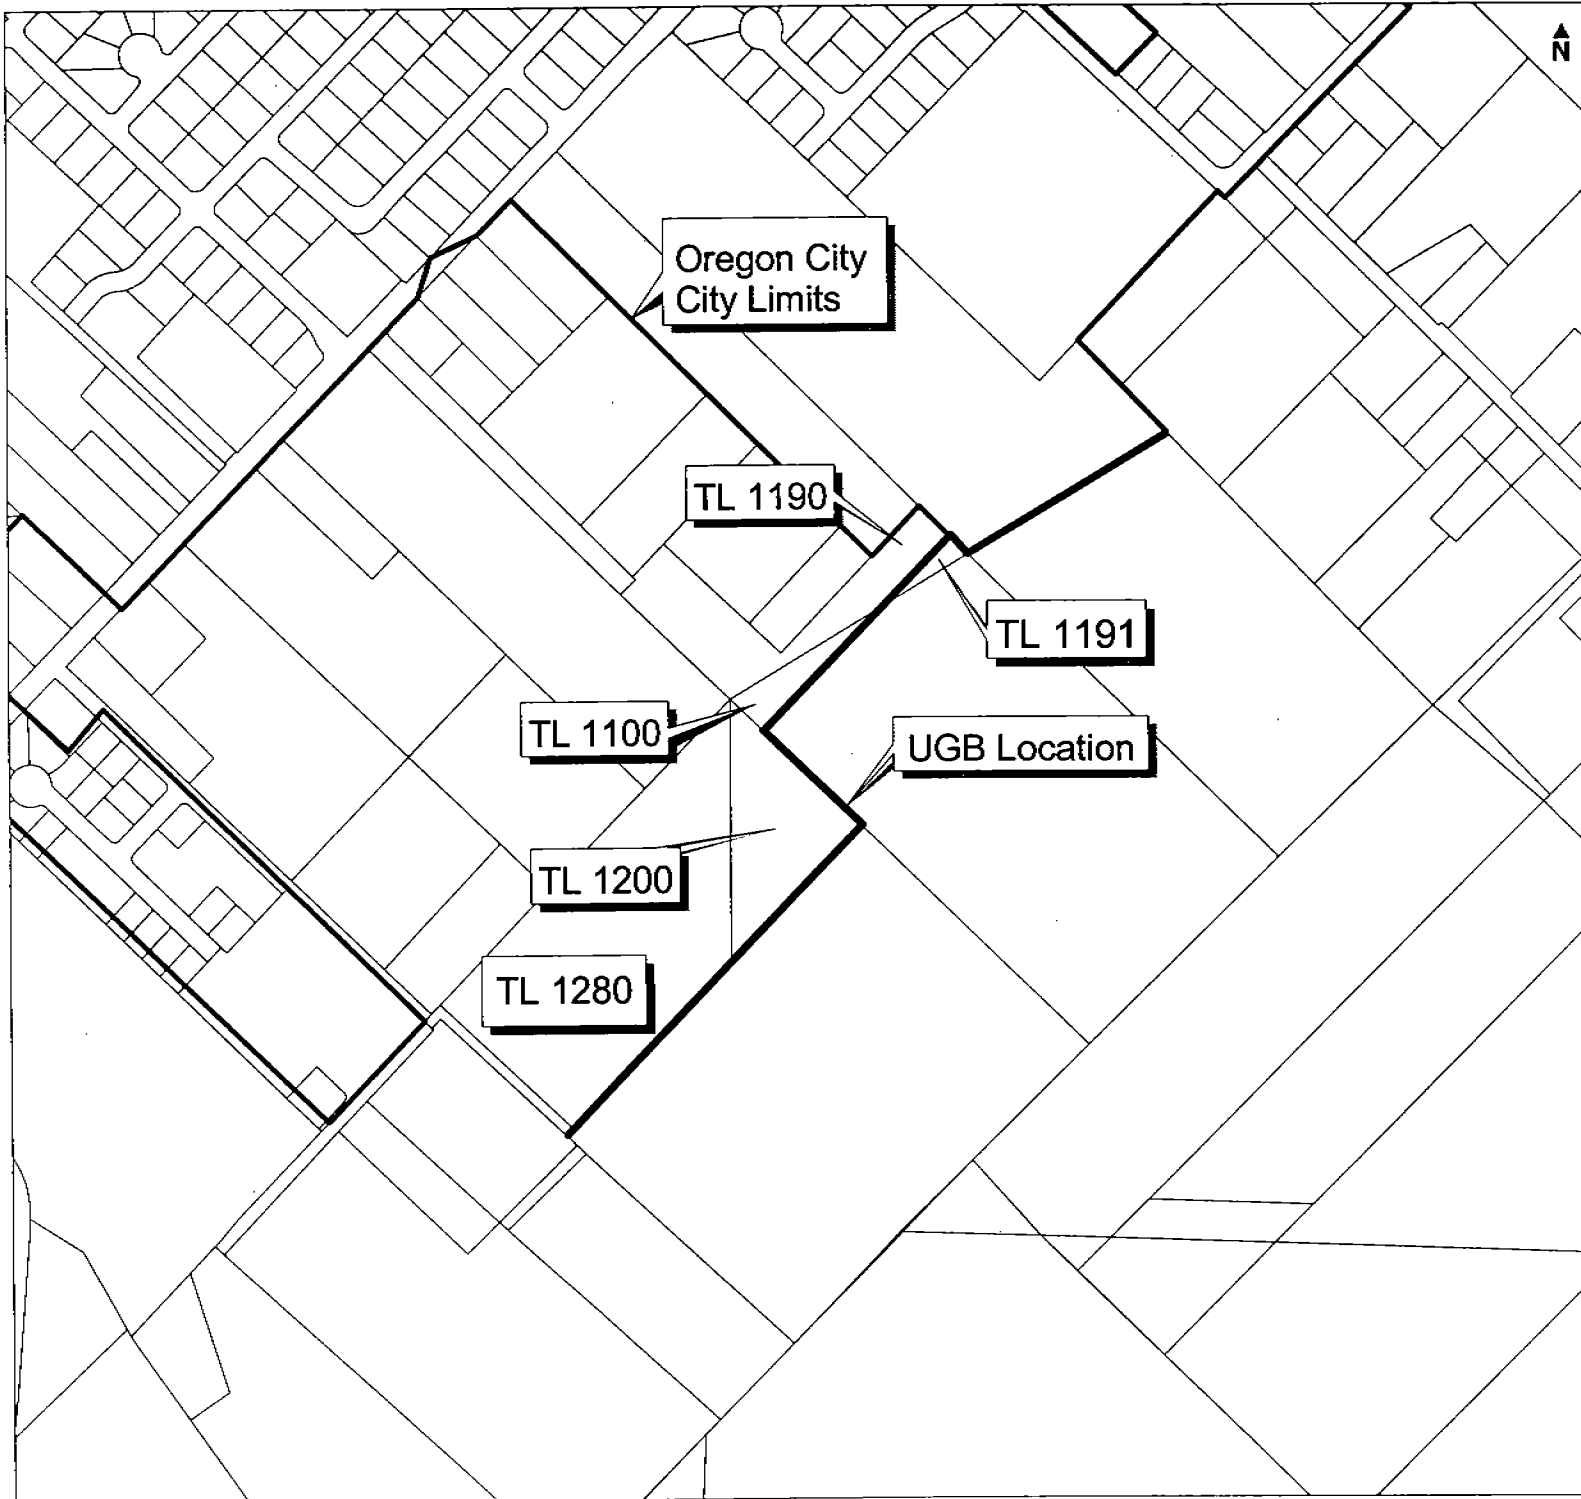 N
Oregon City
City Limits
TL 1190
TL 1191
TL 1100
UGB Location
TL 1200
TL 1280